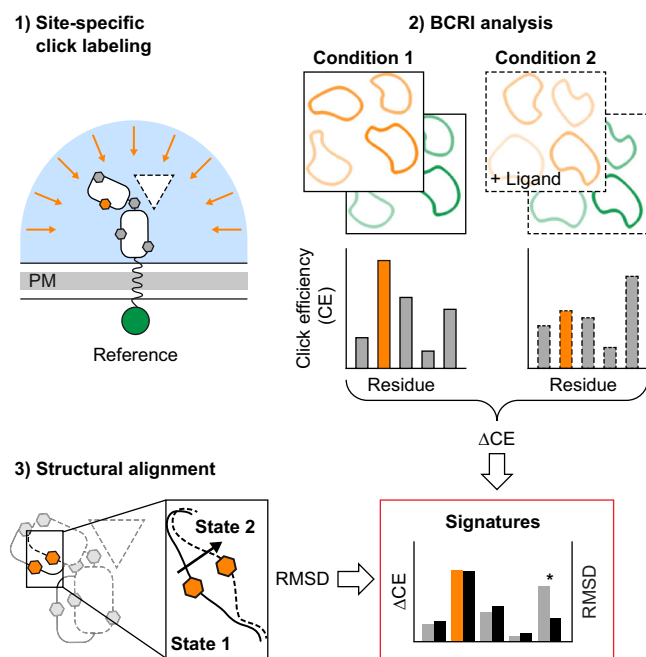 1) Site-specific
click labeling
PM
Reference
2) BCRI analysis
Condition 1
Condition 2
+ Ligand
Click efficiency
(CE)
Residue
Residue
ΔCE
3) Structural alignment
State 2
State 1
RMSD
Signatures
ΔCE
*
RMSD